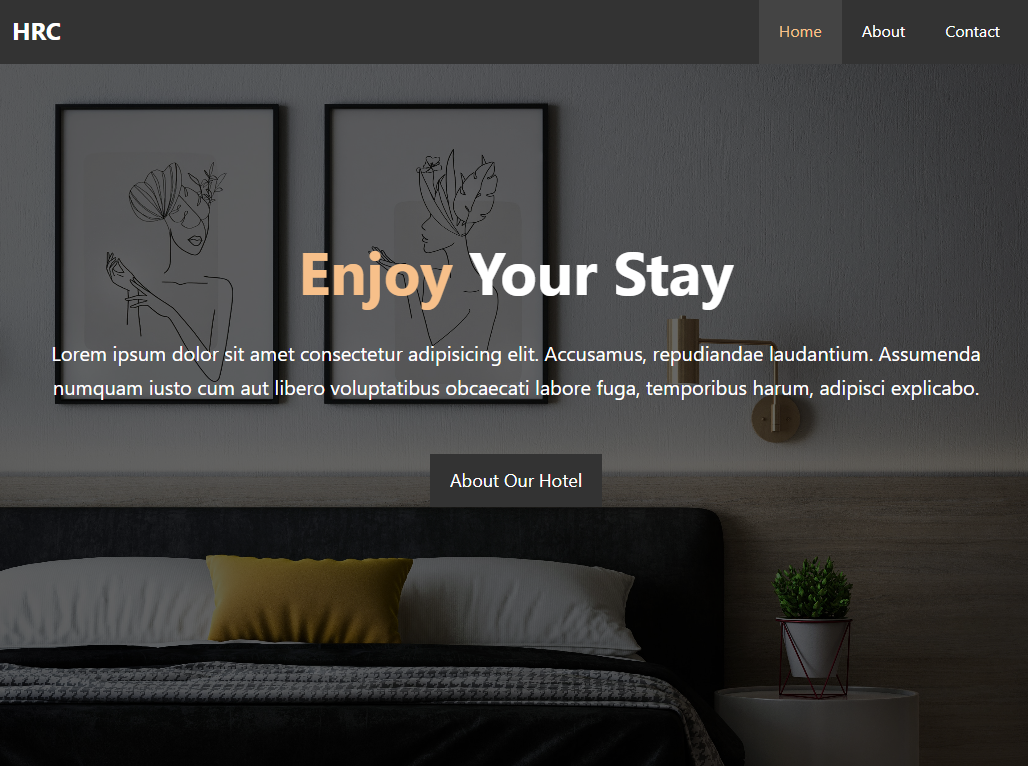 HRC
Home
About
Contact
Enjoy Your Stay
Lorem ipsum dolor sit amet consectetur adipisicing elit. Accusamus, repudiandae laudantium. Assumenda
numquam iusto cum aut libero voluptatibus obcaecati labore fuga, temporibus harum, adipisci explicabo.
About Our Hotel